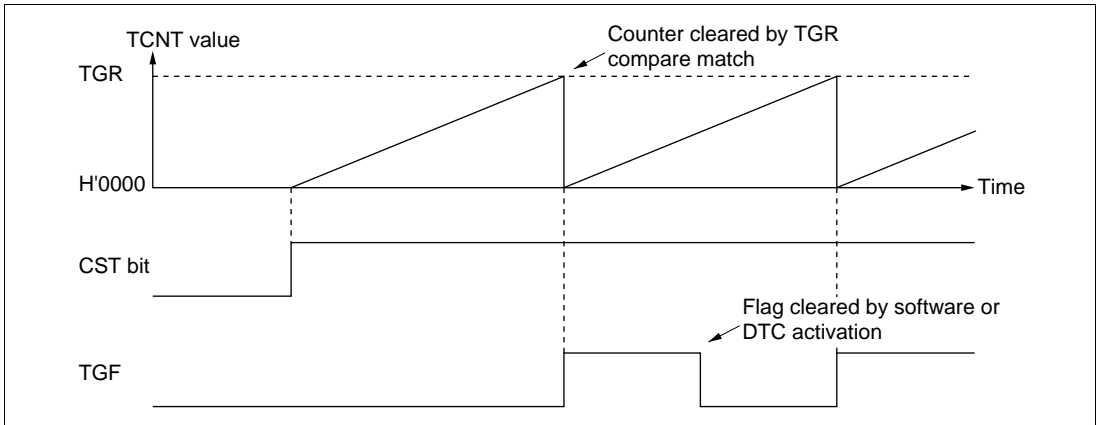 TCNT value
Counter cleared by TGR
compare match
TGR
H'0000
Time
CST bit
Flag cleared by software or
DTC activation
TGF